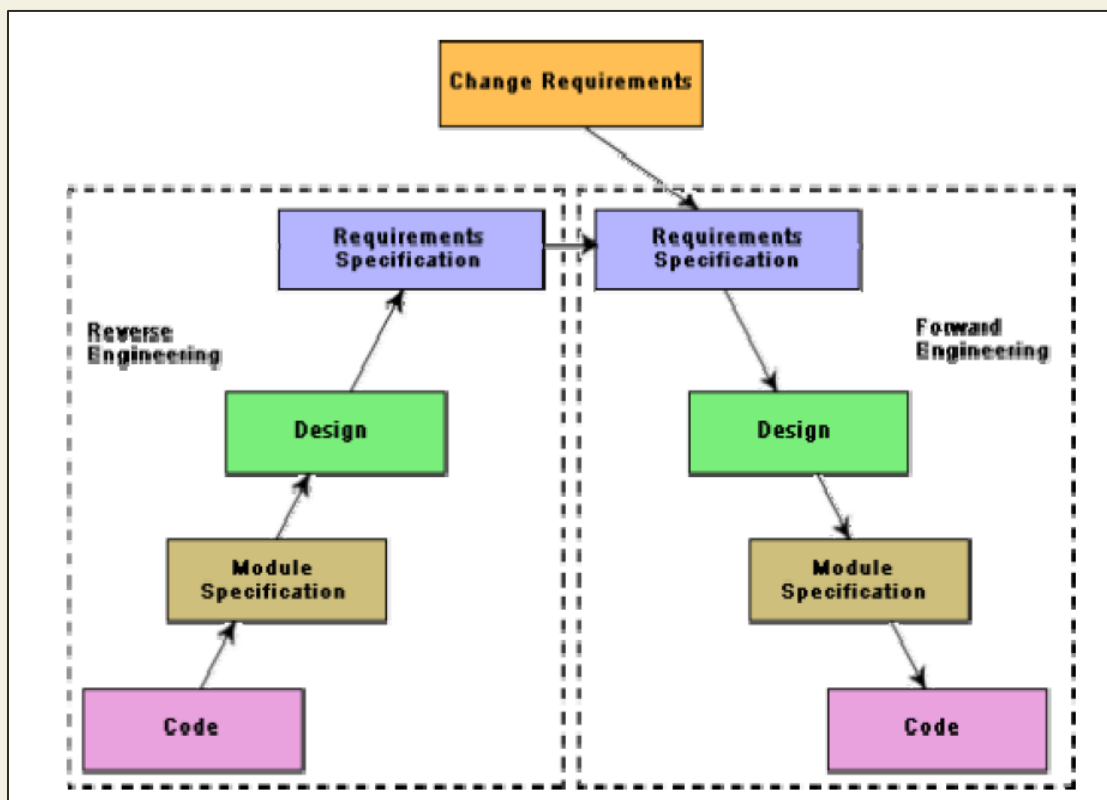 Change Requirements
Requirements
Specification
Requirements
Specification
Reverse
Engineering
Forward
Engineering
Design
Design
Module
Specification
Module
Specification
Code
Code